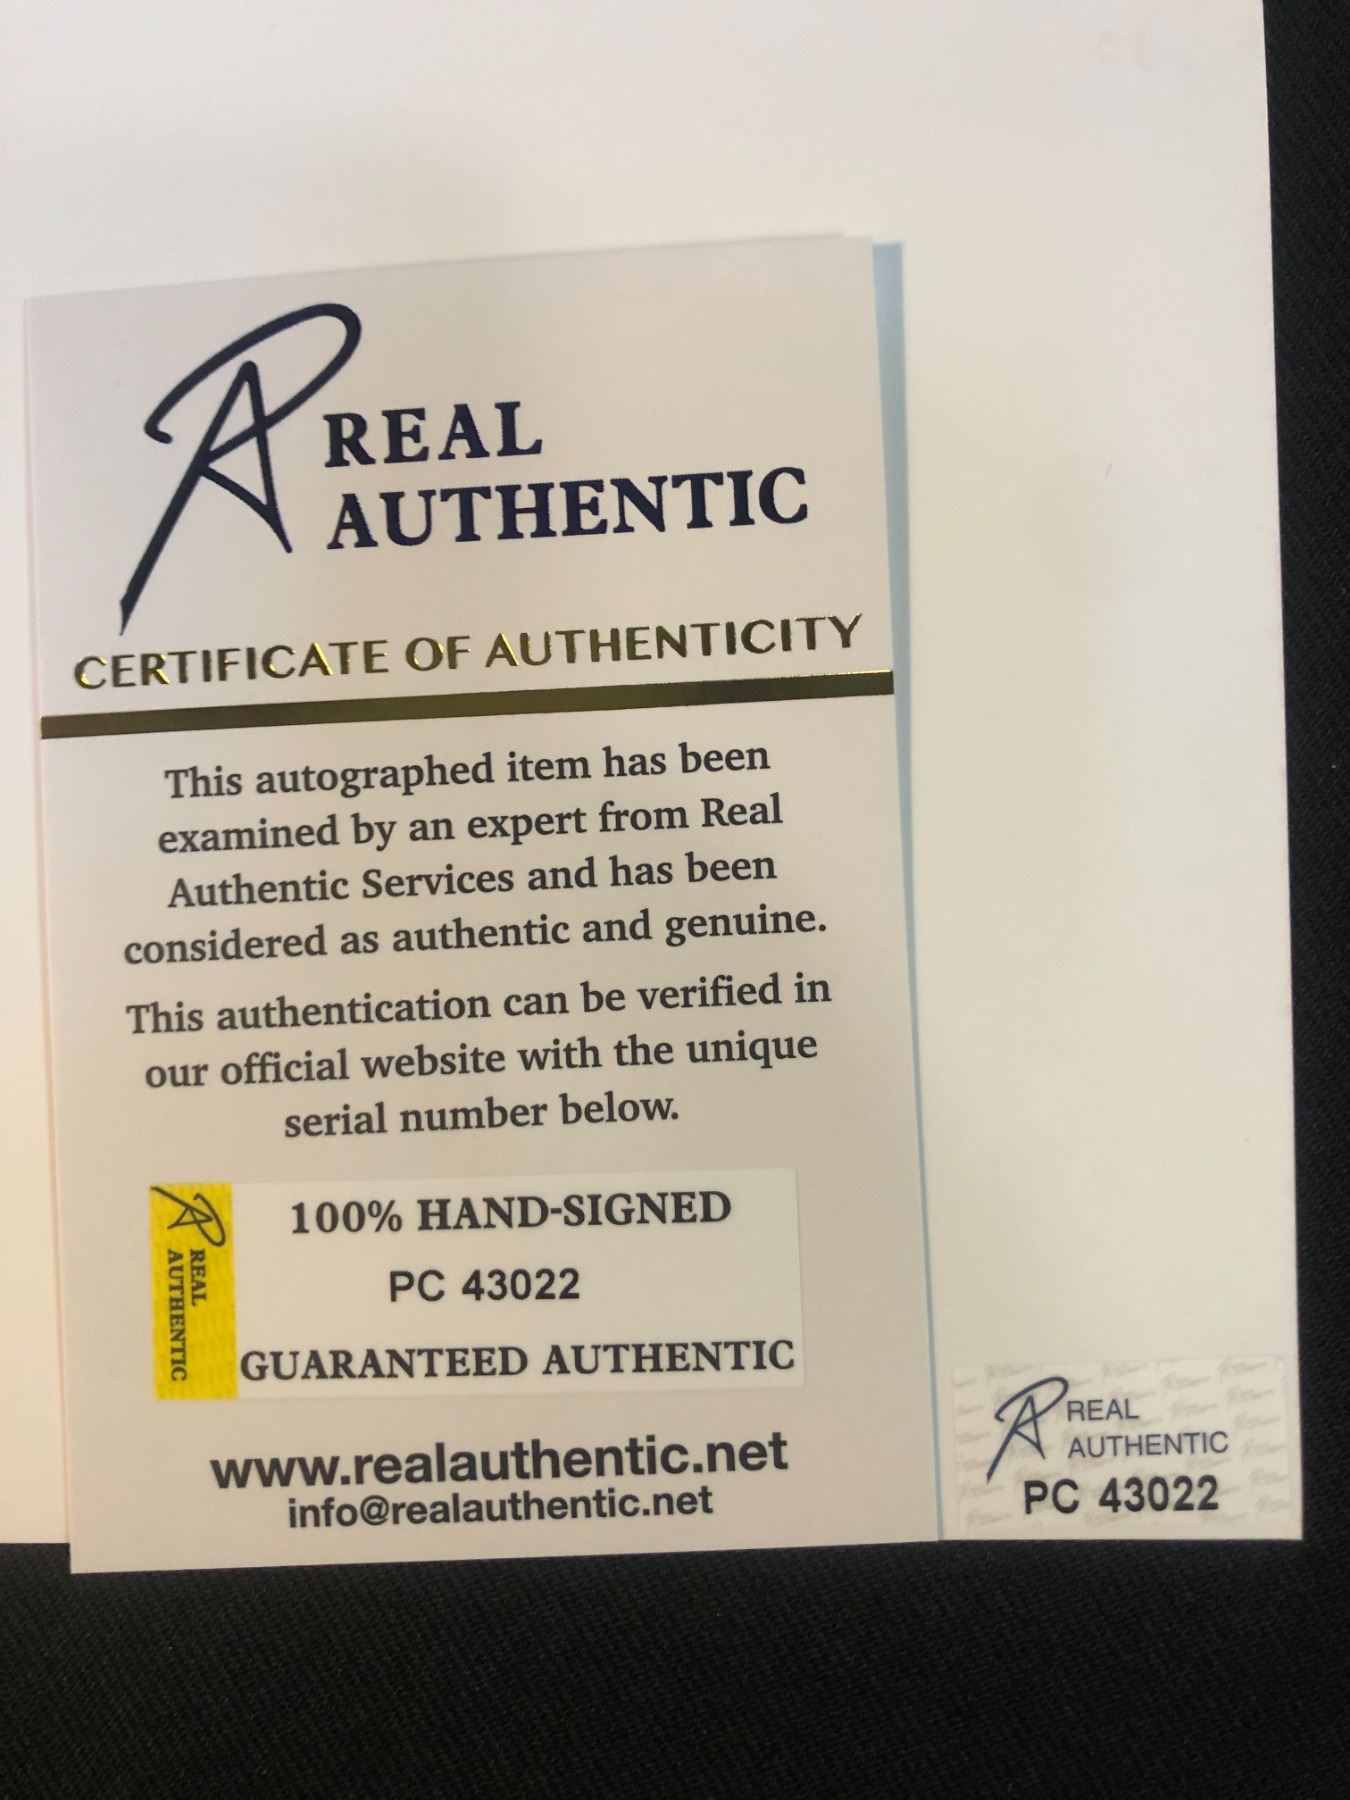 REAL
AUTHENTIC
CERTIFICATE OF AUTHENTICITY
This autographed item has been
examined by an expert from Real
Authentic Services and has been
considered as authentic and genuine.
This authentication can be verified in
our official website with the unique
serial number below.
REAL
AUTHENTIC
100% HAND-SIGNED
PC 43022
GUARANTEED AUTHENTIC
www.realauthentic.net
info@realauthentic.net
REAL
AUTHENTIC
PC 43022